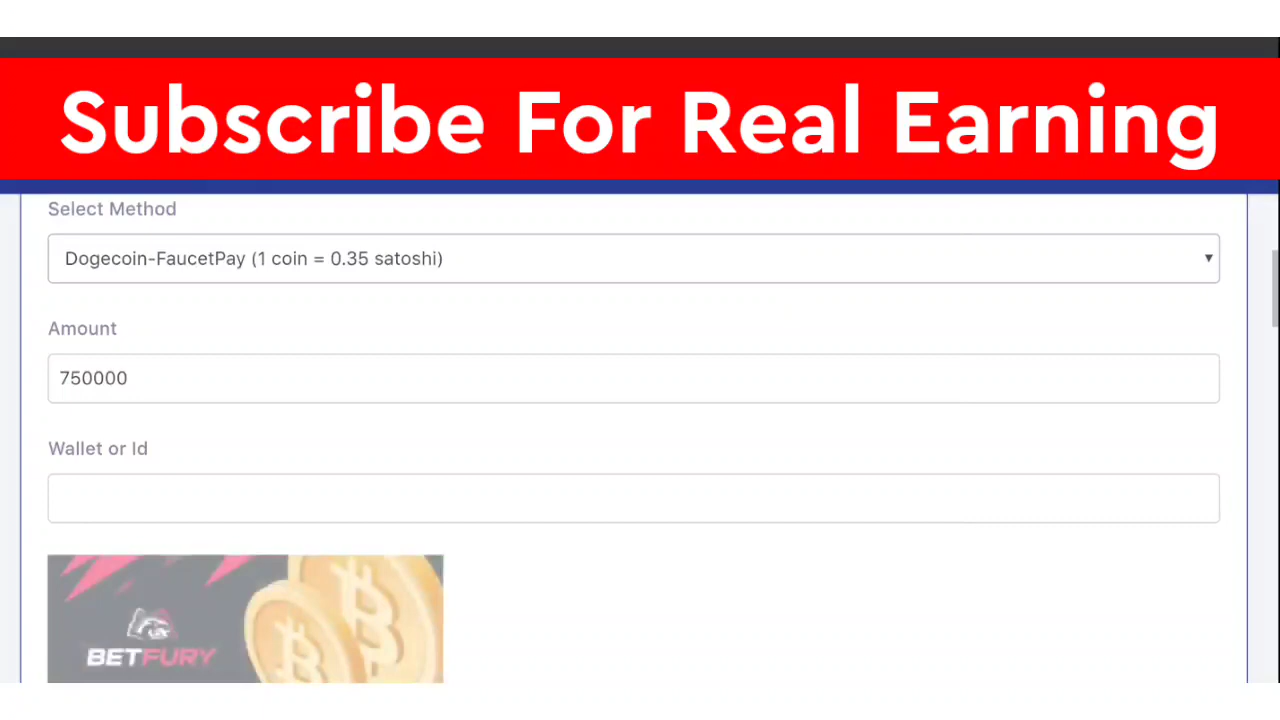 Subscribe For Real Earning
Select Method
Dogecoin-FaucetPay (1 coin = 0.35 satoshi)
Amount
750000
Wallet or Id
BETFURY